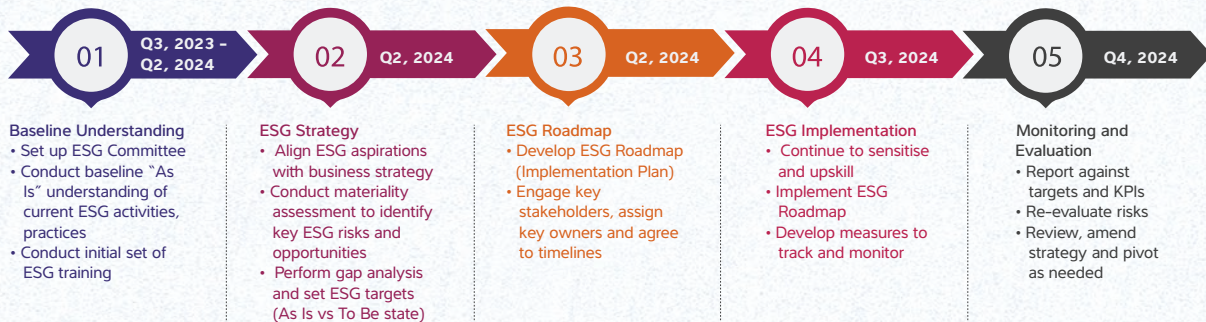 01
Q3, 2023 –
Q2, 2024
02
Q2, 2024
03
Q2, 2024
04
Q3, 2024
05
Q4, 2024
Baseline Understanding
• Set up ESG Committee
• Conduct baseline “As
Is” understanding of
current ESG activities,
practices
• Conduct initial set of
ESG training
ESG Strategy
• Align ESG aspirations
with business strategy
• Conduct materiality
assessment to identify
key ESG risks and
opportunities
• Perform gap analysis
and set ESG targets
(As Is vs To Be state)
ESG Roadmap
• Develop ESG Roadmap
(Implementation Plan)
• Engage key
stakeholders, assign
key owners and agree
to timelines
ESG Implementation
• Continue to sensitise
and upskill
• Implement ESG
Roadmap
• Develop measures to
track and monitor
Monitoring and
Evaluation
• Report against
targets and KPIs
• Re-evaluate risks
• Review, amend
strategy and pivot
as needed